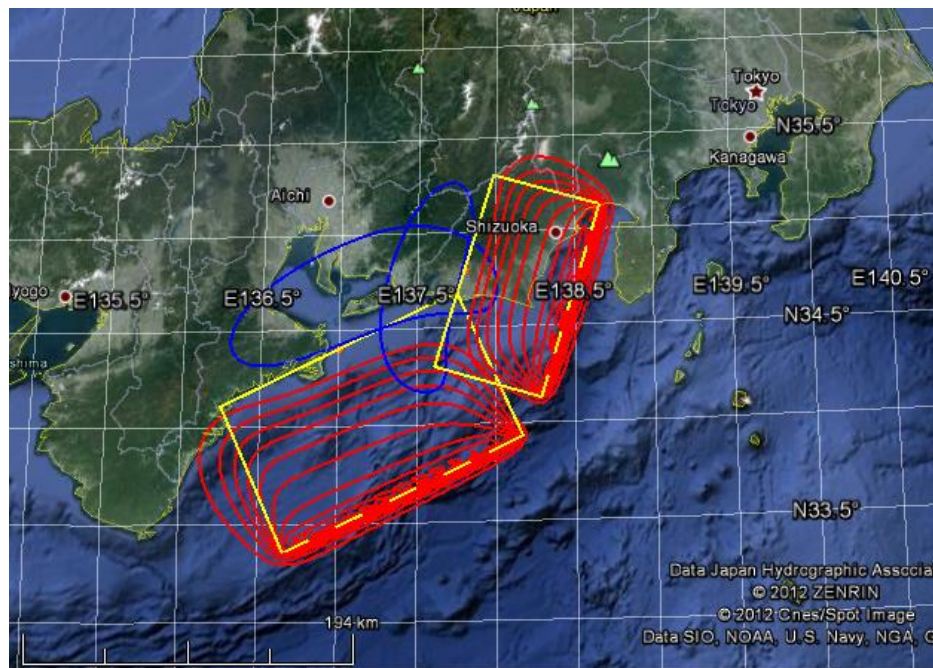 Japan
Tokyo
Tokyo
N35.5°
Kanagawa
Aichi
Shizuoka
yogo
E135.5°
E136.5°
E137.5°
E138.5°
E139.5°
E140.5°
N34.5°
shima
N33.5°
Data Japan Hydrographic Associa
© 2012 ZENRIN
© 2012 Cnes/Spot Image
194 km
Data SIO, NOAA, U.S. Navy, NGA, G